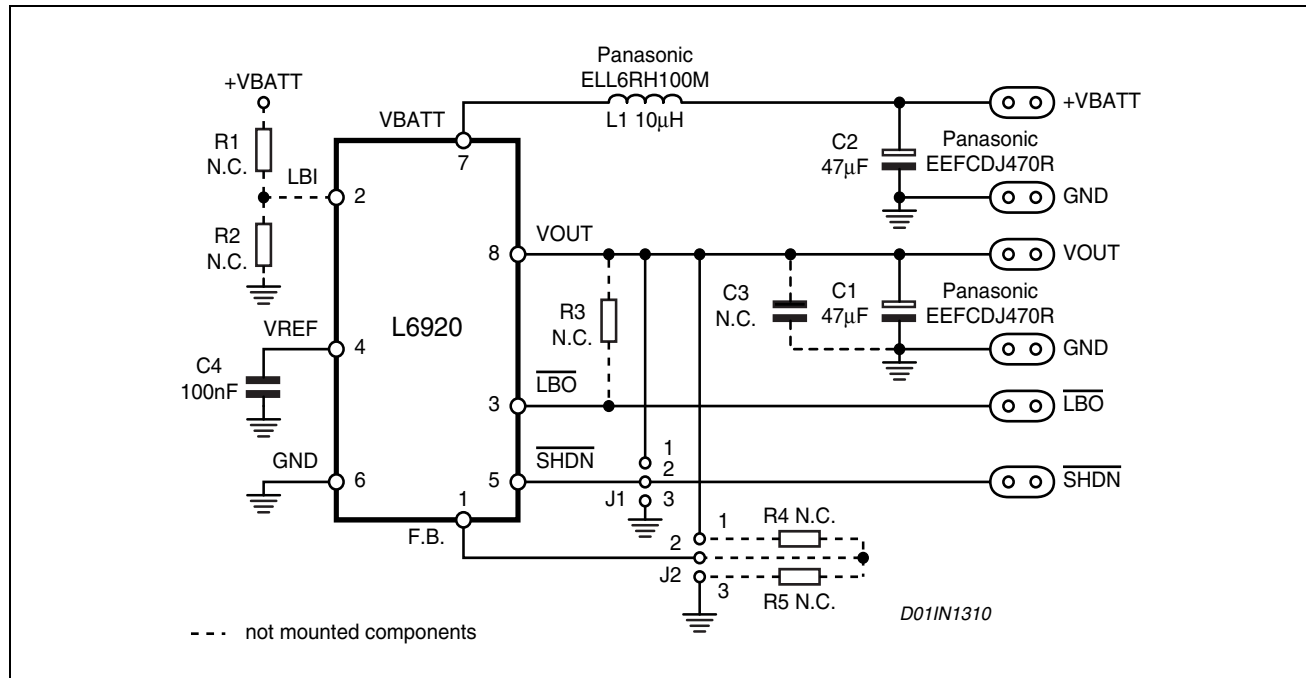 Panasonic
ELL6RH100M
L1 10μH
+VBATT
R1
N.C.
LBI
R2
N.C.
VBATT
7
2
+VBATT
C2
47μF
Panasonic
EEFCDJ470R
GND
8
VOUT
VOUT
L6920
VREF
4
C4
100nF
R3
N.C.
C3
N.C.
C1
47μF
Panasonic
EEFCDJ470R
GND
3
LBO
LBO
GND
6
5
SHDN
1
2
3
J1
SHDN
1
F.B.
1
2
3
J2
R4 N.C.
R5 N.C.
D01IN1310
--- not mounted components